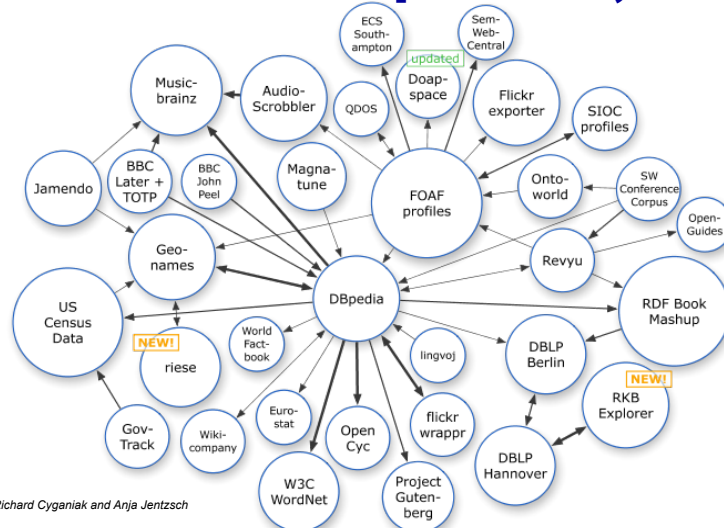 ECS
South-
ampton
Sem-
Web-
Central
updated
Doap-
space
Music-
brainz
Audio-
Scrobbler
QDOS
Flickr
exporter
SIOC
profiles
Jamendo
BBC
Later +
TOTP
BBC
John
Peel
Magna-
tune
FOAF
profiles
Onto-
world
SW
Conference
Corpus
Open-
Guides
Geo-
names
Revyu
DBpedia
US
Census
Data
NEW!
riese
World
Fact-
book
lingvoj
DBLP
Berlin
RDF Book
Mashup
NEW!
RKB
Explorer
Gov-
Track
Wiki-
company
Euro-
stat
Open
Cyc
flickr
wrappr
DBLP
Hannover
W3C
WordNet
Project
Guten-
berg
Richard Cyganiak and Anja Jentzsch